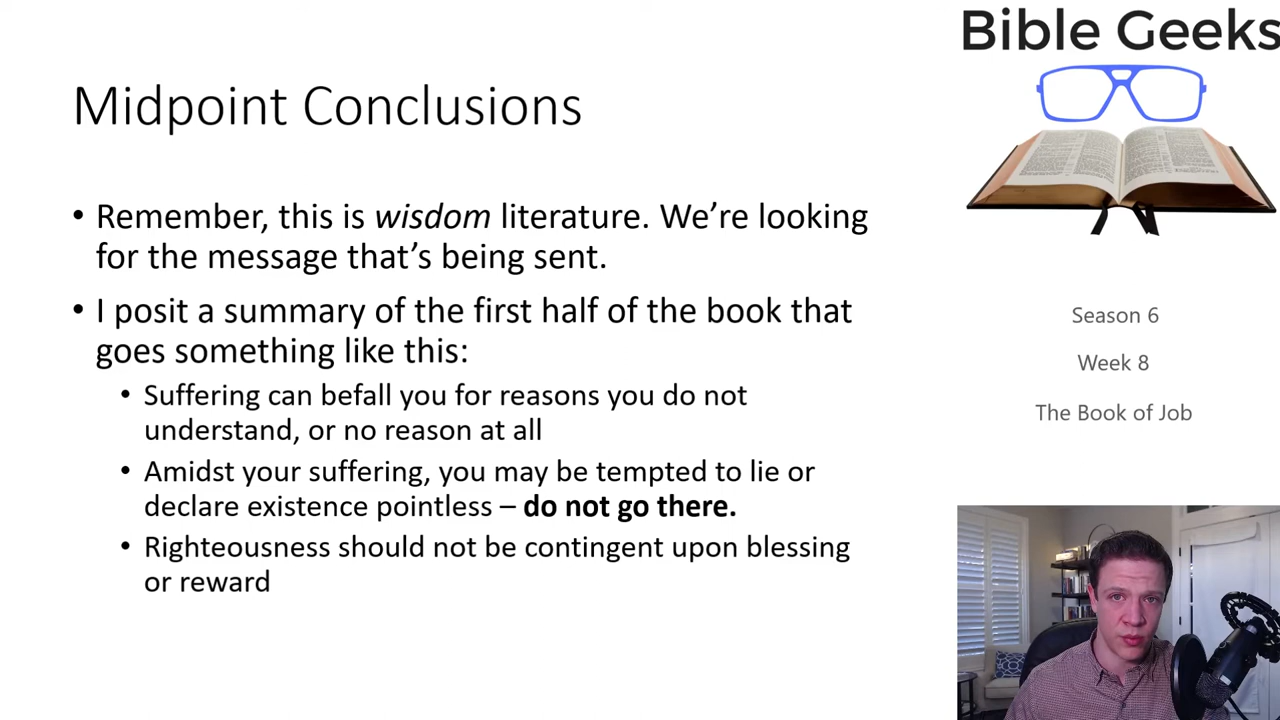 Midpoint Conclusions
• Remember, this is wisdom literature. We're looking
for the message that's being sent.
• I posit a summary of the first half of the book that
goes something like this:
• Suffering can befall you for reasons you do not
understand, or no reason at all
• Amidst your suffering, you may be tempted to lie or
declare existence pointless – do not go there.
• Righteousness should not be contingent upon blessing
or reward
Bible Geeks
Season 6
Week 8
The Book of Job